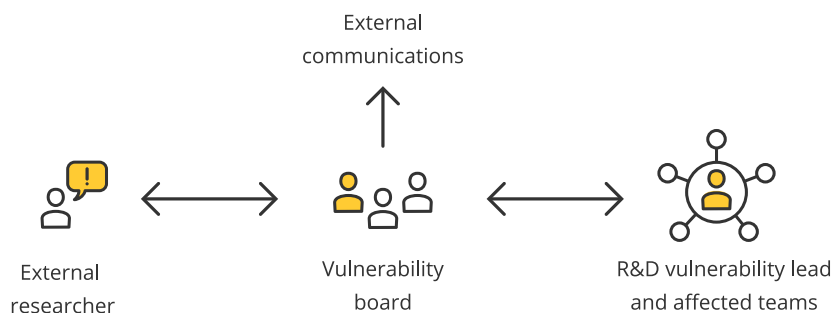 External
communications
!
External
researcher
Vulnerability
board
R&D vulnerability lead
and affected teams